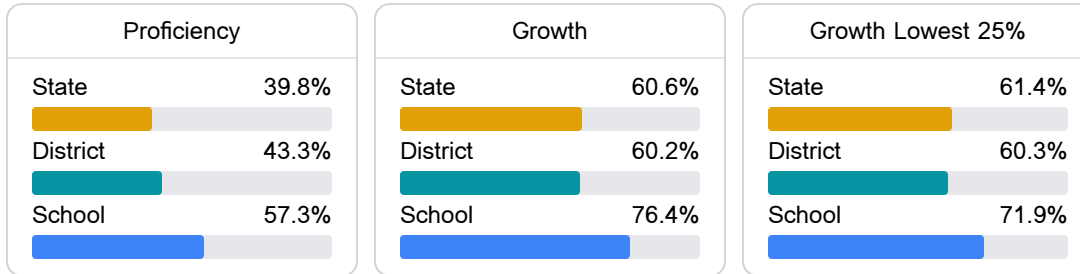 Proficiency
State 39.8%
District 43.3%
School 57.3%
Growth
State 60.6%
District 60.2%
School 76.4%
Growth Lowest 25%
State 61.4%
District 60.3%
School 71.9%